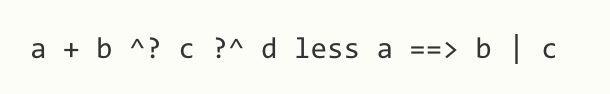 a + b ^? c ?^ d less a ==> b | c